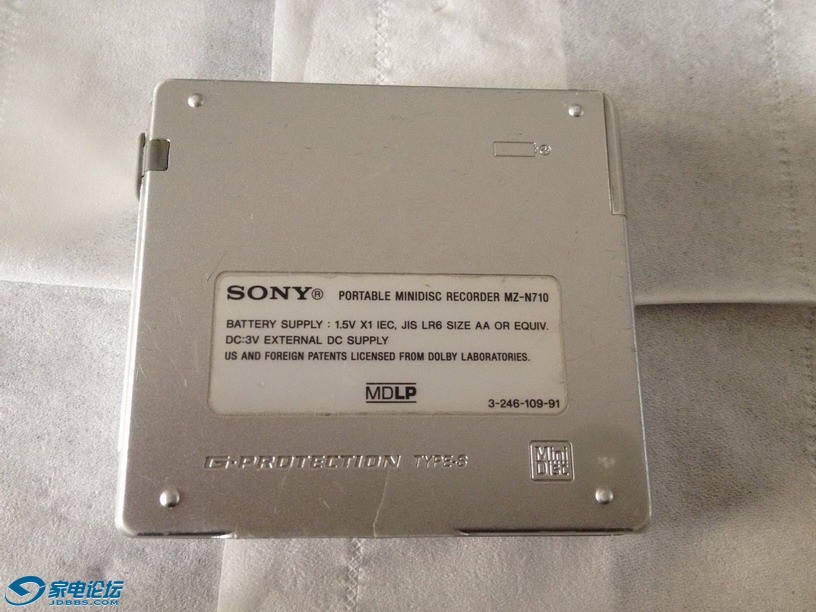 SONY® PORTABLE MINIDISC RECORDER MZ-N710
BATTERY SUPPLY : 1.5V X1 IEC, JIS LR6 SIZE AA OR EQUIV.
DC:3V EXTERNAL DC SUPPLY
US AND FOREIGN PATENTS LICENSED FROM DOLBY LABORATORIES.
MDLP
3-246-109-91
G-PROTECTION TYPE-S
Mini
Disc
家电论坛
JDBBS.COM